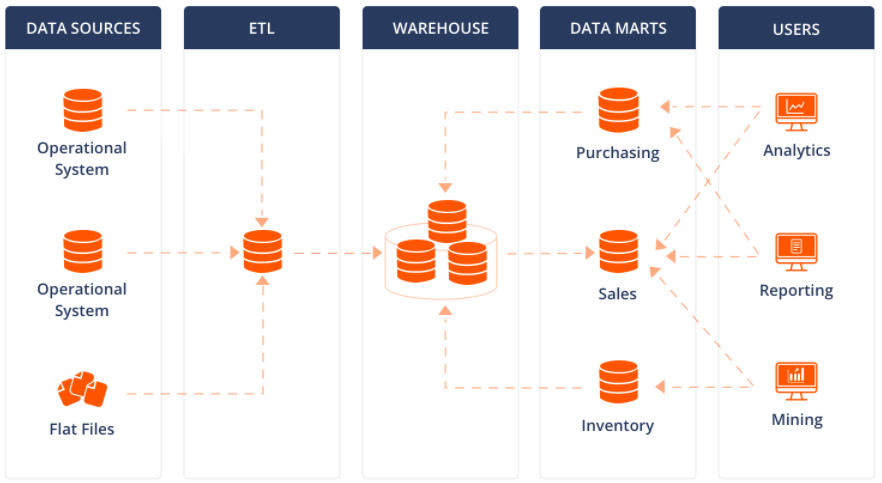 DATA SOURCES
ETL
WAREHOUSE
DATA MARTS
USERS
Operational
System
Purchasing
Analytics
Operational
System
Sales
Reporting
Flat Files
Inventory
Mining